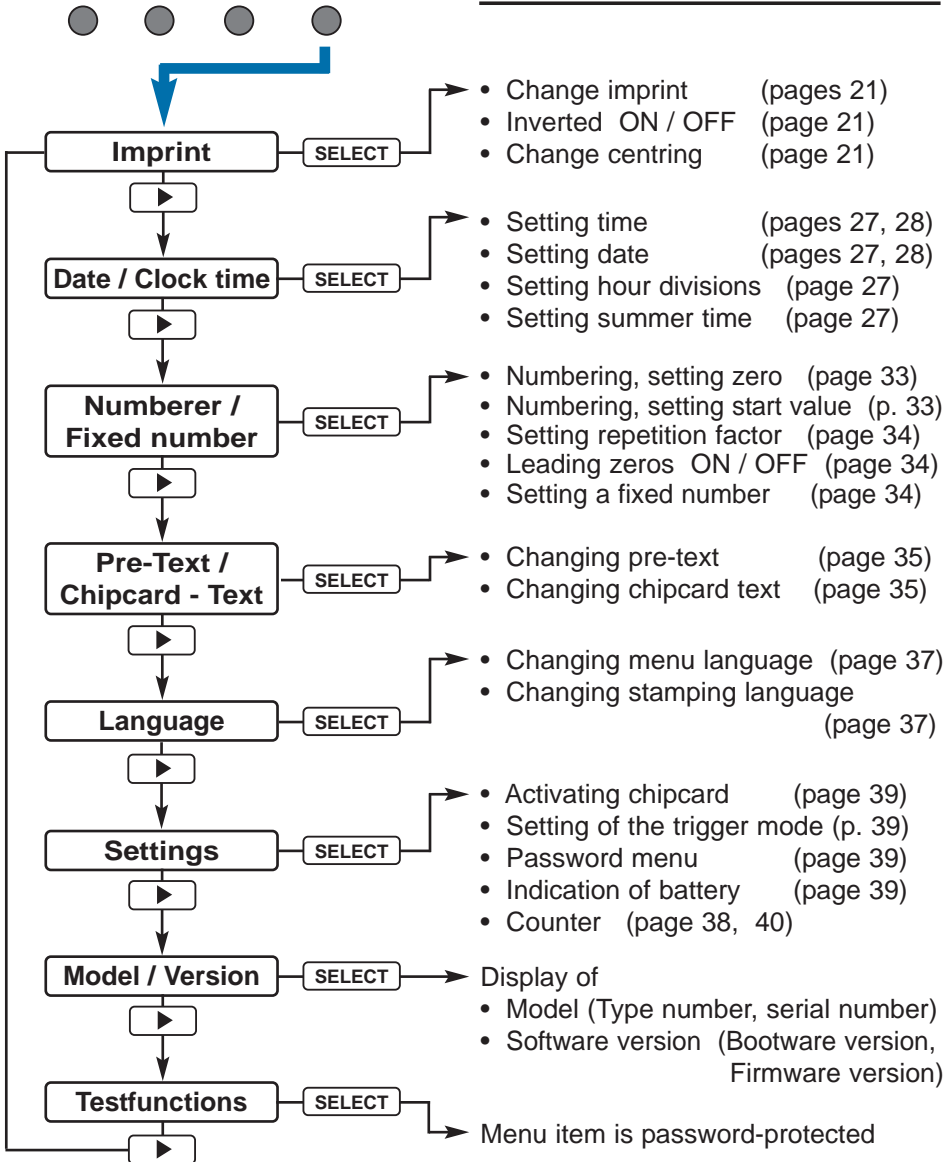 Imprint
SELECT
• Change imprint (pages 21)
• Inverted ON / OFF (page 21)
• Change centring (page 21)
Date / Clock time
SELECT
• Setting time (pages 27, 28)
• Setting date (pages 27, 28)
• Setting hour divisions (page 27)
• Setting summer time (page 27)
Numberer /
Fixed number
SELECT
• Numbering, setting zero (page 33)
• Numbering, setting start value (p. 33)
• Setting repetition factor (page 34)
• Leading zeros ON / OFF (page 34)
• Setting a fixed number (page 34)
Pre-Text /
Chipcard - Text
SELECT
• Changing pre-text (page 35)
• Changing chipcard text (page 35)
Language
SELECT
• Changing menu language (page 37)
• Changing stamping language
(page 37)
Settings
SELECT
• Activating chipcard (page 39)
• Setting of the trigger mode (p. 39)
• Password menu (page 39)
• Indication of battery (page 39)
• Counter (page 38, 40)
Model / Version
SELECT
Display of
• Model (Type number, serial number)
• Software version (Bootware version,
Firmware version)
Testfunctions
SELECT
Menu item is password-protected